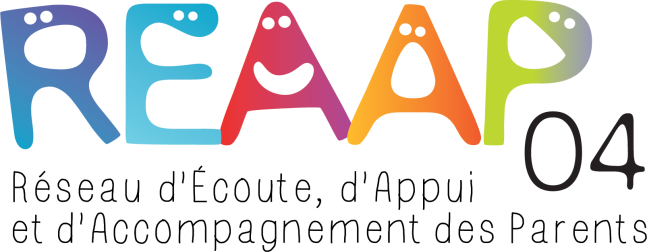 REAAP 04
Réseau d'Écoute, d'Appui
et d'Accompagnement des Parents